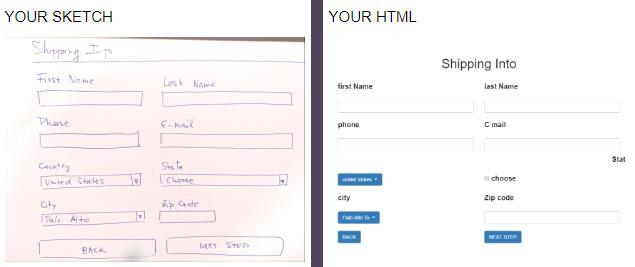 YOUR SKETCH
Shipping Info
First Name
Last Name
Phone
E-mail
Country
State
United States
Choose
City
Zip Code
Palo Alto
BACK
NEXT STEP
YOUR HTML
Shipping Into
first Name
last Name
phone
C mail
Stat
united States
choose
city
Zip code
Palo Alto To
BACK
NEXT STEP